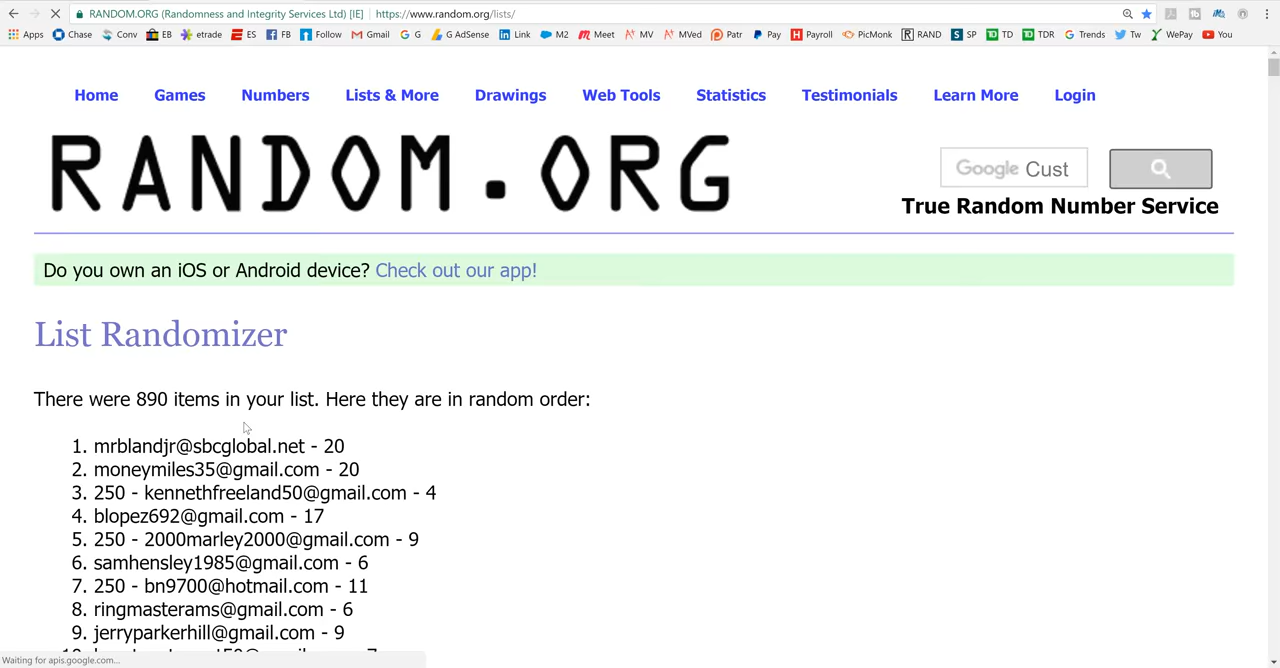 RANDOM.ORG (Randomness and Integrity Services Ltd) [IE] | https://www.random.org/lists/
Apps Chase Conv EB etrade ES FB Follow Gmail G G AdSense Link M2 Meet MV MVed Patr Pay Payroll PicMonk RAND SP TD TDR Trends Tw WePay You
Home Games Numbers Lists & More Drawings Web Tools Statistics Testimonials Learn More Login
RANDOM.ORG
Google Cust
True Random Number Service
Do you own an iOS or Android device? Check out our app!
List Randomizer
There were 890 items in your list. Here they are in random order:
1. mrblandjr@sbcglobal.net - 20
2. moneymiles35@gmail.com - 20
3. 250 - kennethfreeland50@gmail.com - 4
4. blopez692@gmail.com - 17
5. 250 - 2000marley2000@gmail.com - 9
6. samhensley1985@gmail.com - 6
7. 250 - bn9700@hotmail.com - 11
8. ringmasterams@gmail.com - 6
9. jerryparkerhill@gmail.com - 9
Waiting for apis.google.com...